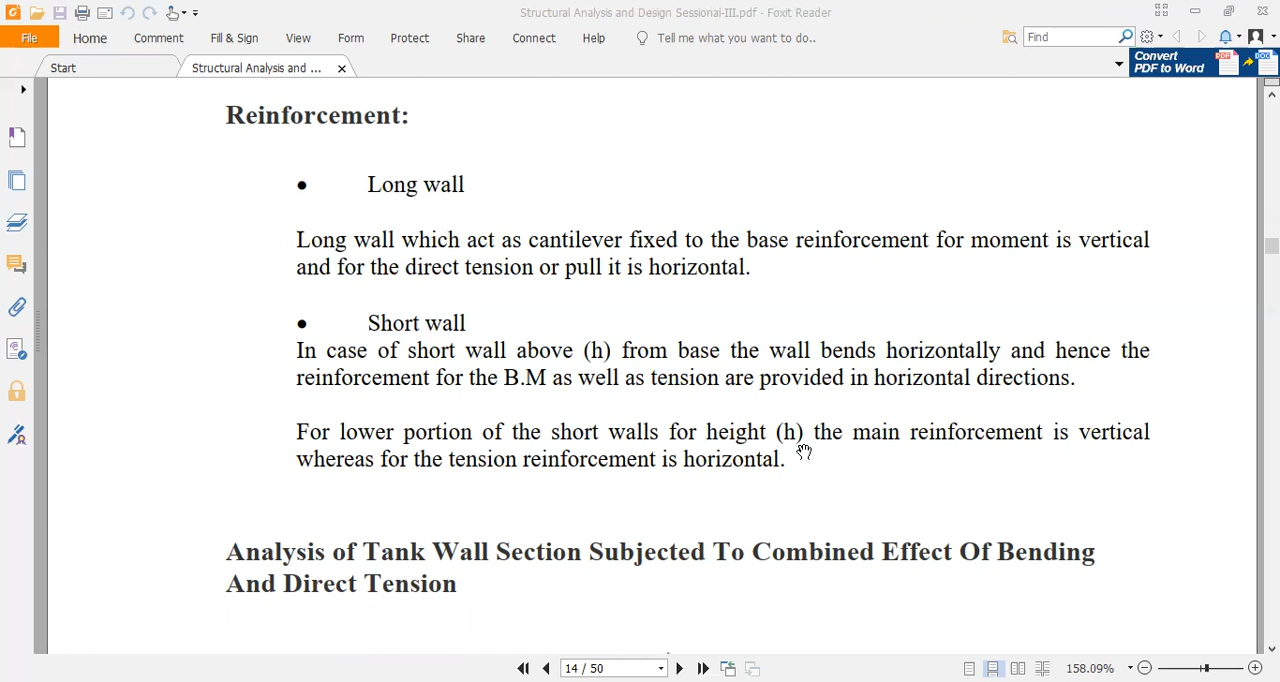 Structural Analysis and Design Sessional-III.pdf - Foxit Reader
File Home Comment Fill & Sign View Form Protect Share Connect Help Tell me what you want to do.. Find
Start Structural Analysis and ... Convert PDF to Word
Reinforcement:
• Long wall
Long wall which act as cantilever fixed to the base reinforcement for moment is vertical
and for the direct tension or pull it is horizontal.
• Short wall
In case of short wall above (h) from base the wall bends horizontally and hence the
reinforcement for the B.M as well as tension are provided in horizontal directions.
For lower portion of the short walls for height (h) the main reinforcement is vertical
whereas for the tension reinforcement is horizontal.
Analysis of Tank Wall Section Subjected To Combined Effect Of Bending
And Direct Tension
14 / 50 158.09%